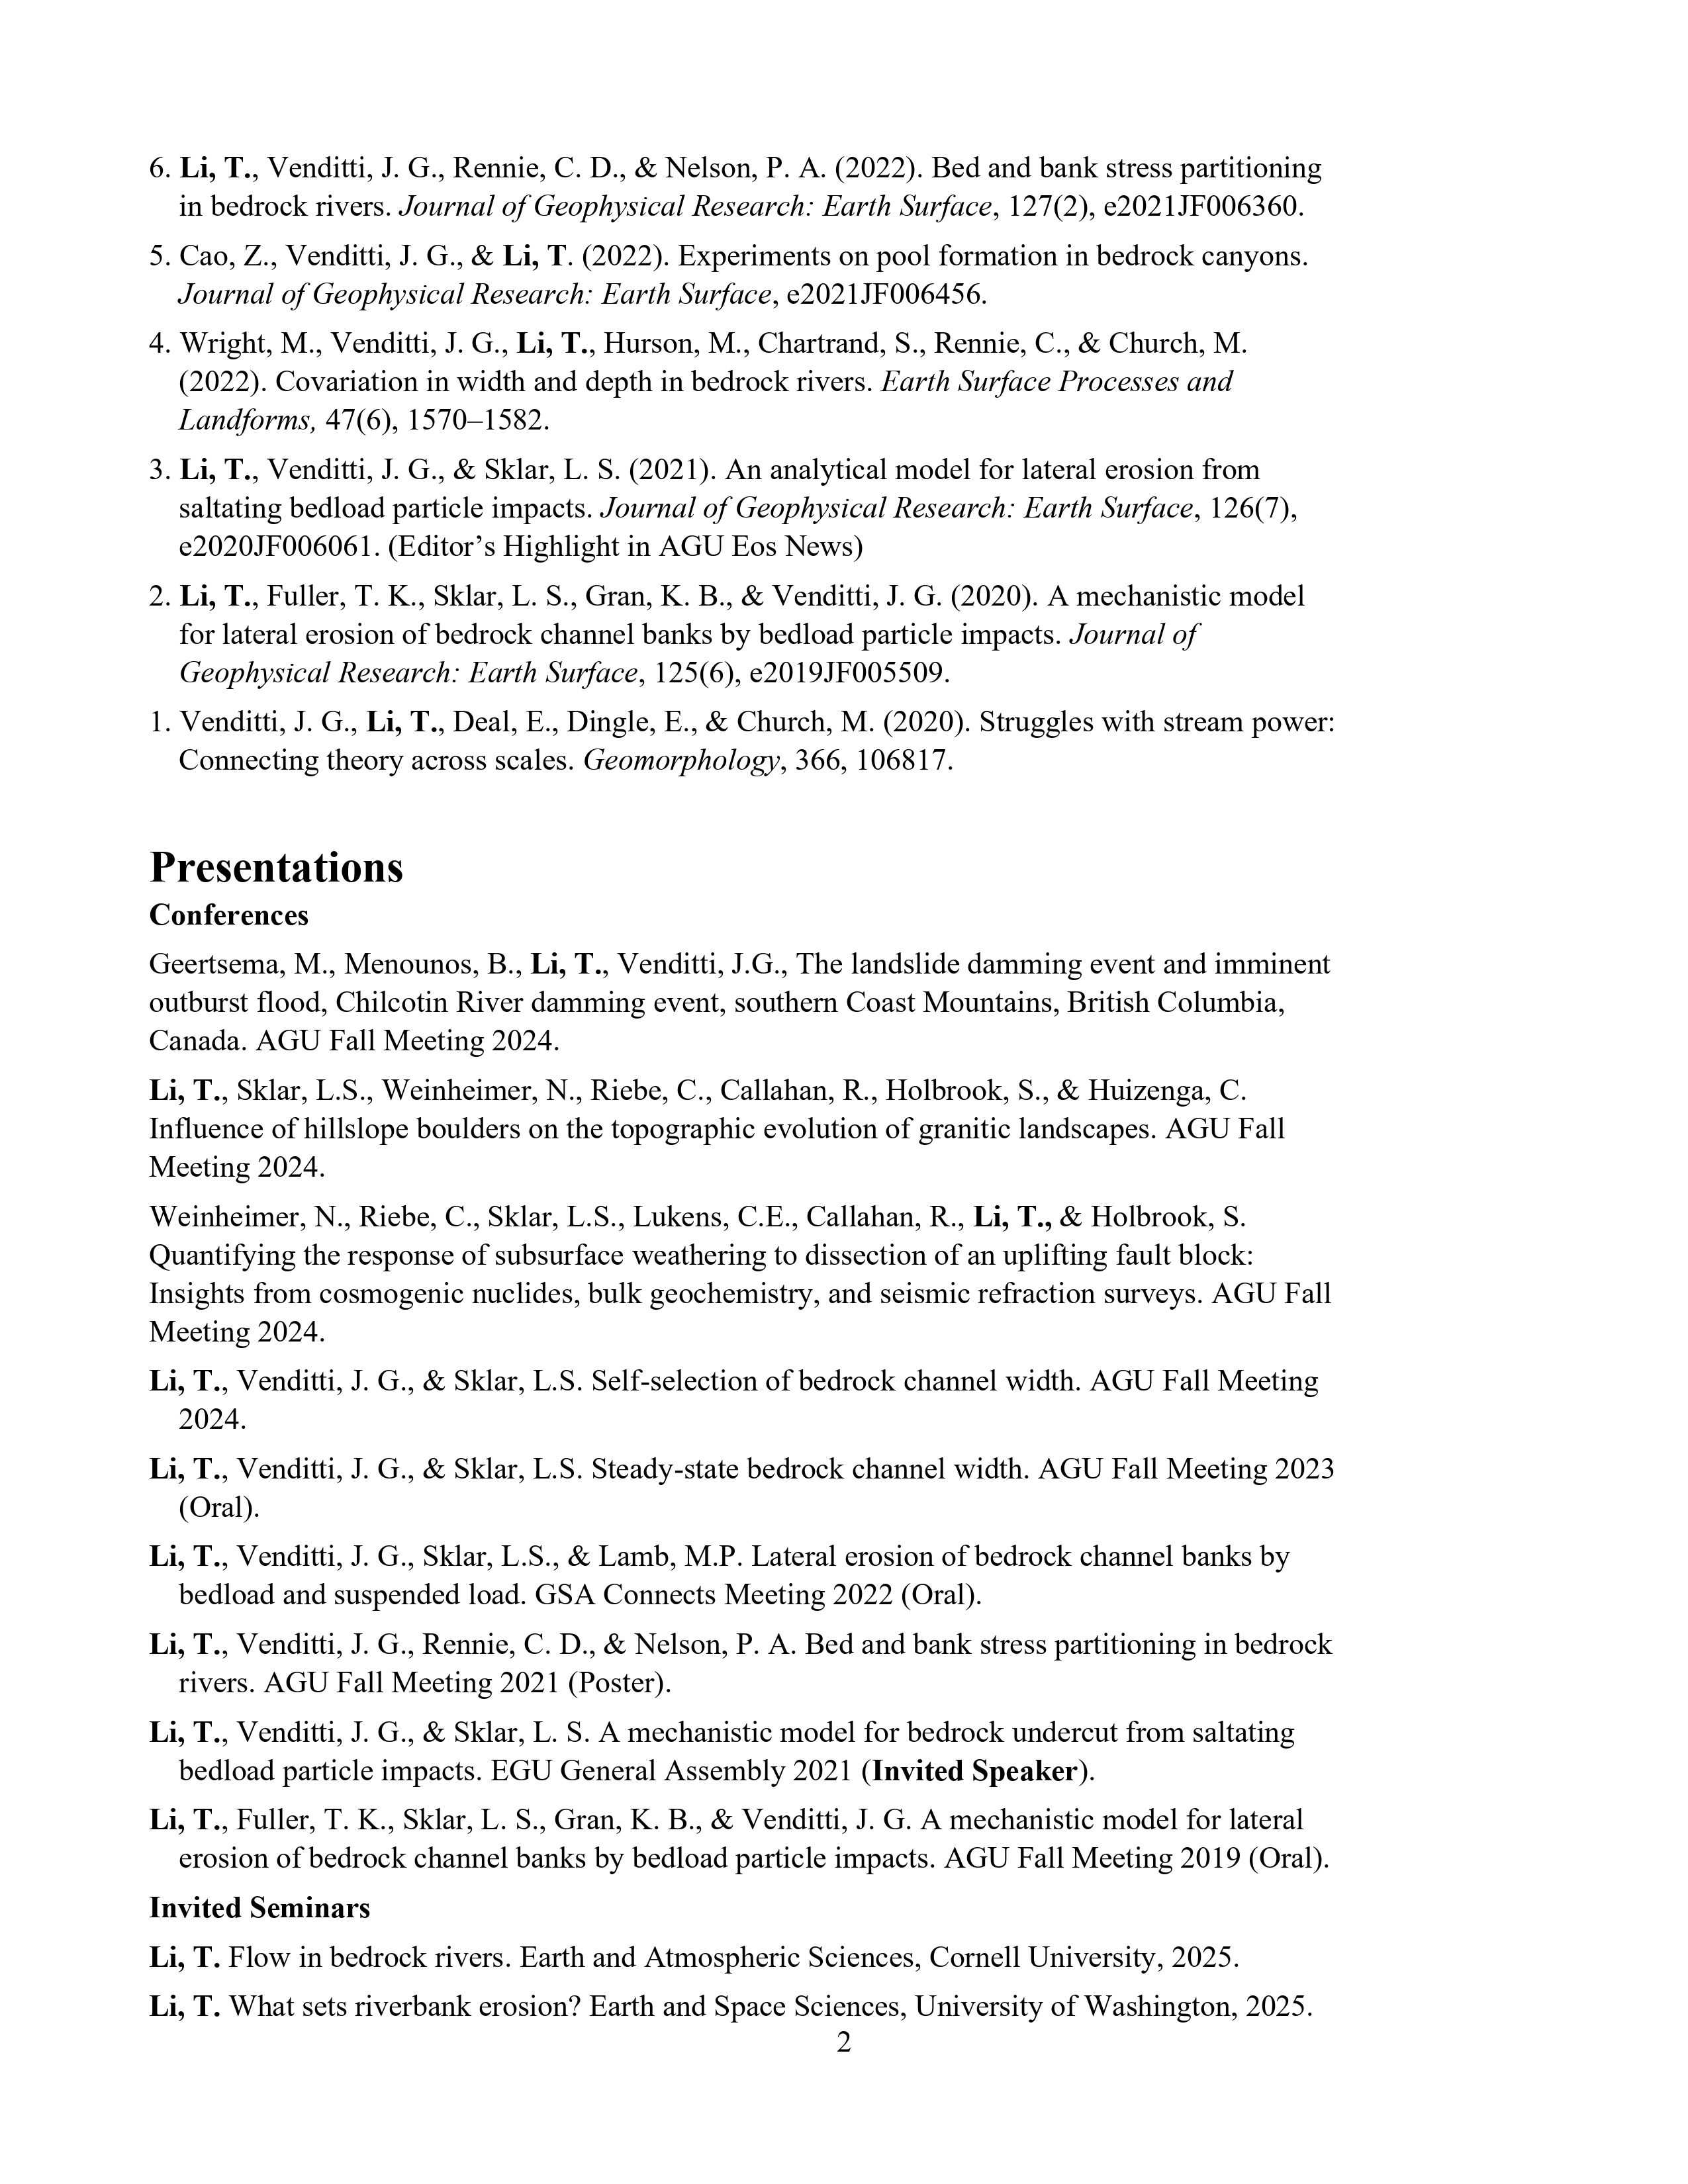 6. Li, T., Venditti, J. G., Rennie, C. D., & Nelson, P. A. (2022). Bed and bank stress partitioning
in bedrock rivers. Journal of Geophysical Research: Earth Surface, 127(2), e2021JF006360.
5. Cao, Z., Venditti, J. G., & Li, T. (2022). Experiments on pool formation in bedrock canyons.
Journal of Geophysical Research: Earth Surface, e2021JF006456.
4. Wright, M., Venditti, J. G., Li, T., Hurson, M., Chartrand, S., Rennie, C., & Church, M.
(2022). Covariation in width and depth in bedrock rivers. Earth Surface Processes and
Landforms, 47(6), 1570–1582.
3. Li, T., Venditti, J. G., & Sklar, L. S. (2021). An analytical model for lateral erosion from
saltating bedload particle impacts. Journal of Geophysical Research: Earth Surface, 126(7),
e2020JF006061. (Editor’s Highlight in AGU Eos News)
2. Li, T., Fuller, T. K., Sklar, L. S., Gran, K. B., & Venditti, J. G. (2020). A mechanistic model
for lateral erosion of bedrock channel banks by bedload particle impacts. Journal of
Geophysical Research: Earth Surface, 125(6), e2019JF005509.
1. Venditti, J. G., Li, T., Deal, E., Dingle, E., & Church, M. (2020). Struggles with stream power:
Connecting theory across scales. Geomorphology, 366, 106817.
Presentations
Conferences
Geertsema, M., Menounos, B., Li, T., Venditti, J.G., The landslide damming event and imminent
outburst flood, Chilcotin River damming event, southern Coast Mountains, British Columbia,
Canada. AGU Fall Meeting 2024.
Li, T., Sklar, L.S., Weinheimer, N., Riebe, C., Callahan, R., Holbrook, S., & Huizenga, C.
Influence of hillslope boulders on the topographic evolution of granitic landscapes. AGU Fall
Meeting 2024.
Weinheimer, N., Riebe, C., Sklar, L.S., Lukens, C.E., Callahan, R., Li, T., & Holbrook, S.
Quantifying the response of subsurface weathering to dissection of an uplifting fault block:
Insights from cosmogenic nuclides, bulk geochemistry, and seismic refraction surveys. AGU Fall
Meeting 2024.
Li, T., Venditti, J. G., & Sklar, L.S. Self-selection of bedrock channel width. AGU Fall Meeting
2024.
Li, T., Venditti, J. G., & Sklar, L.S. Steady-state bedrock channel width. AGU Fall Meeting 2023
(Oral).
Li, T., Venditti, J. G., Sklar, L.S., & Lamb, M.P. Lateral erosion of bedrock channel banks by
bedload and suspended load. GSA Connects Meeting 2022 (Oral).
Li, T., Venditti, J. G., Rennie, C. D., & Nelson, P. A. Bed and bank stress partitioning in bedrock
rivers. AGU Fall Meeting 2021 (Poster).
Li, T., Venditti, J. G., & Sklar, L. S. A mechanistic model for bedrock undercut from saltating
bedload particle impacts. EGU General Assembly 2021 (Invited Speaker).
Li, T., Fuller, T. K., Sklar, L. S., Gran, K. B., & Venditti, J. G. A mechanistic model for lateral
erosion of bedrock channel banks by bedload particle impacts. AGU Fall Meeting 2019 (Oral).
Invited Seminars
Li, T. Flow in bedrock rivers. Earth and Atmospheric Sciences, Cornell University, 2025.
Li, T. What sets riverbank erosion? Earth and Space Sciences, University of Washington, 2025.
2